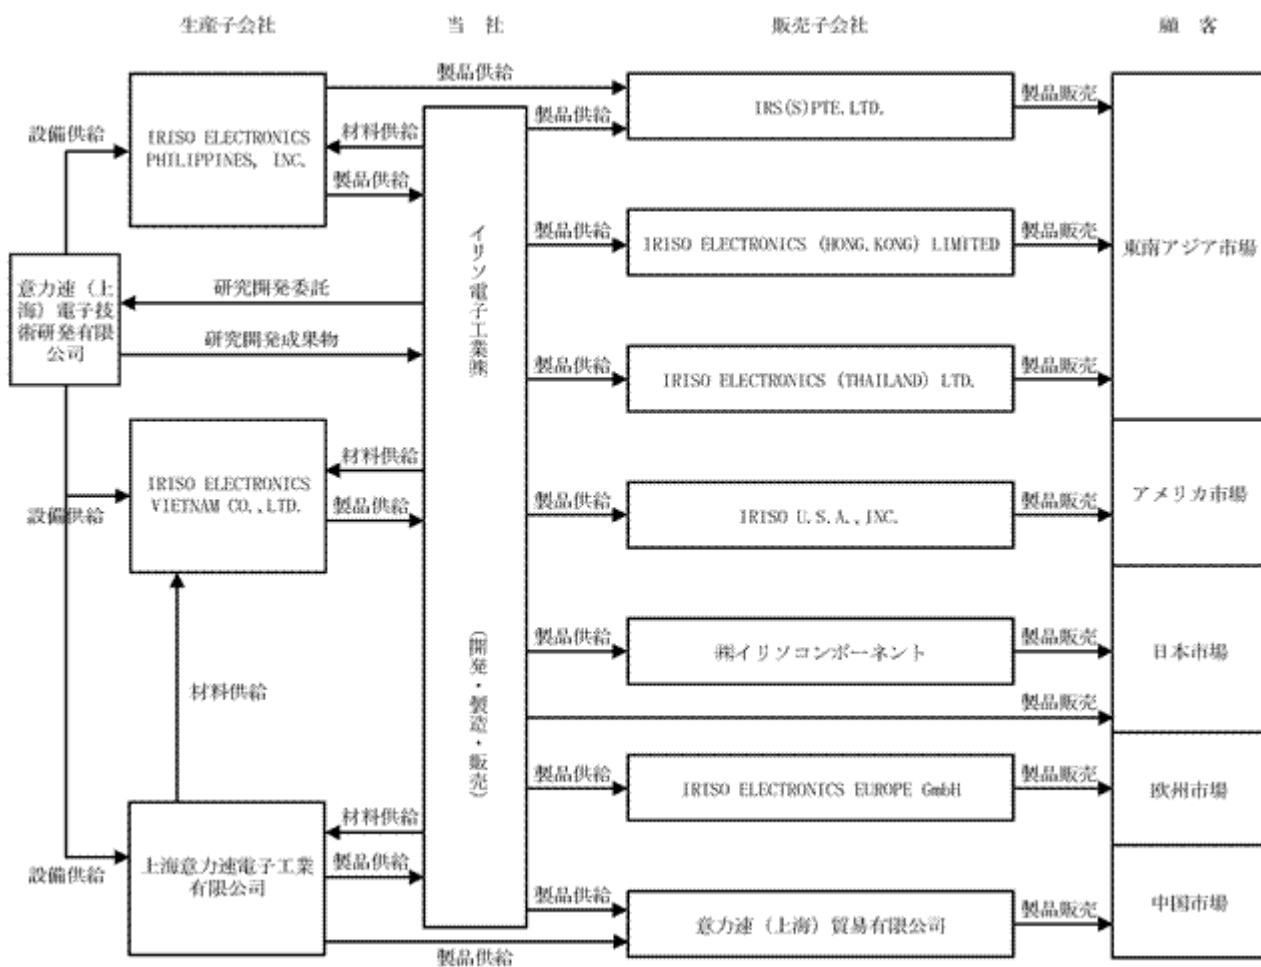 生産子会社
当 社
販売子会社
顧 客
製品供給
IRS(S)PTE.LTD.
製品販売
製品供給
設備供給
IRISO ELECTRONICS
PHILIPPINES, INC.
材料供給
製品供給
イリソ電子工業㈱
(開発・製造・販売)
製品供給
IRISO ELECTRONICS (HONG.KONG) LIMITED
製品販売
東南アジア市場
意力速（上
海）電子技
術研発有限
公司
研究開発委託
研究開発成果物
製品供給
IRISO ELECTRONICS (THAILAND) LTD.
製品販売
設備供給
IRISO ELECTRONICS
VIETNAM CO.,LTD.
材料供給
製品供給
製品供給
IRISO U.S.A.,INC.
製品販売
アメリカ市場
材料供給
製品供給
㈱イリソコンポーネント
製品販売
日本市場
製品販売
製品供給
IRISO ELECTRONICS EUROPE GmbH
製品販売
欧州市場
設備供給
上海意力速電子工業
有限公司
材料供給
製品供給
製品供給
製品供給
意力速（上海）貿易有限公司
製品販売
中国市場